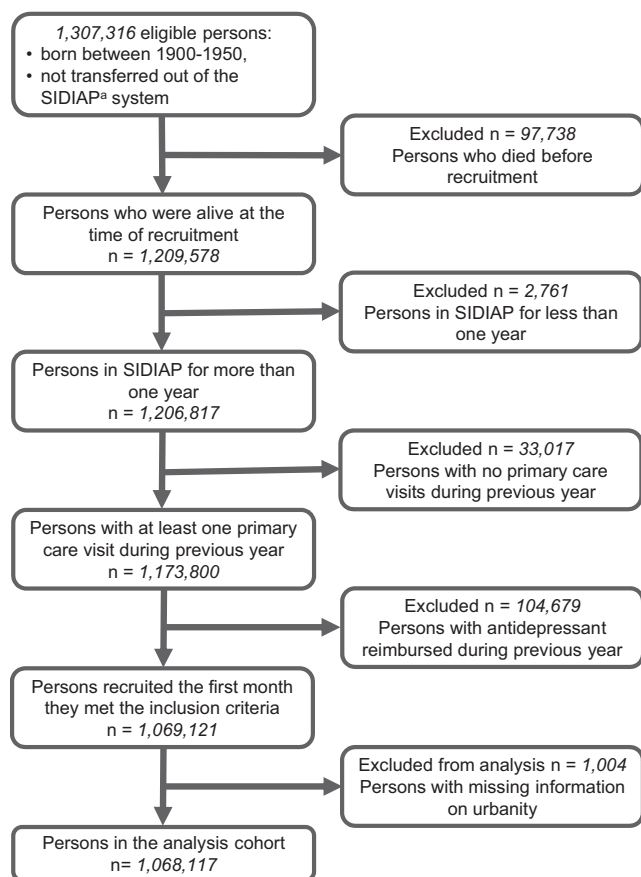 1,307,316 eligible persons:
• born between 1900-1950,
• not transferred out of the
SIDIAPᵃ system
Excluded n = 97,738
Persons who died before
recruitment
Persons who were alive at the
time of recruitment
n = 1,209,578
Excluded n = 2,761
Persons in SIDIAP for less than
one year
Persons in SIDIAP for more than
one year
n = 1,206,817
Excluded n = 33,017
Persons with no primary care
visits during previous year
Persons with at least one primary
care visit during previous year
n = 1,173,800
Excluded n = 104,679
Persons with antidepressant
reimbursed during previous year
Persons recruited the first month
they met the inclusion criteria
n = 1,069,121
Excluded from analysis n = 1,004
Persons with missing information
on urbanity
Persons in the analysis cohort
n= 1,068,117